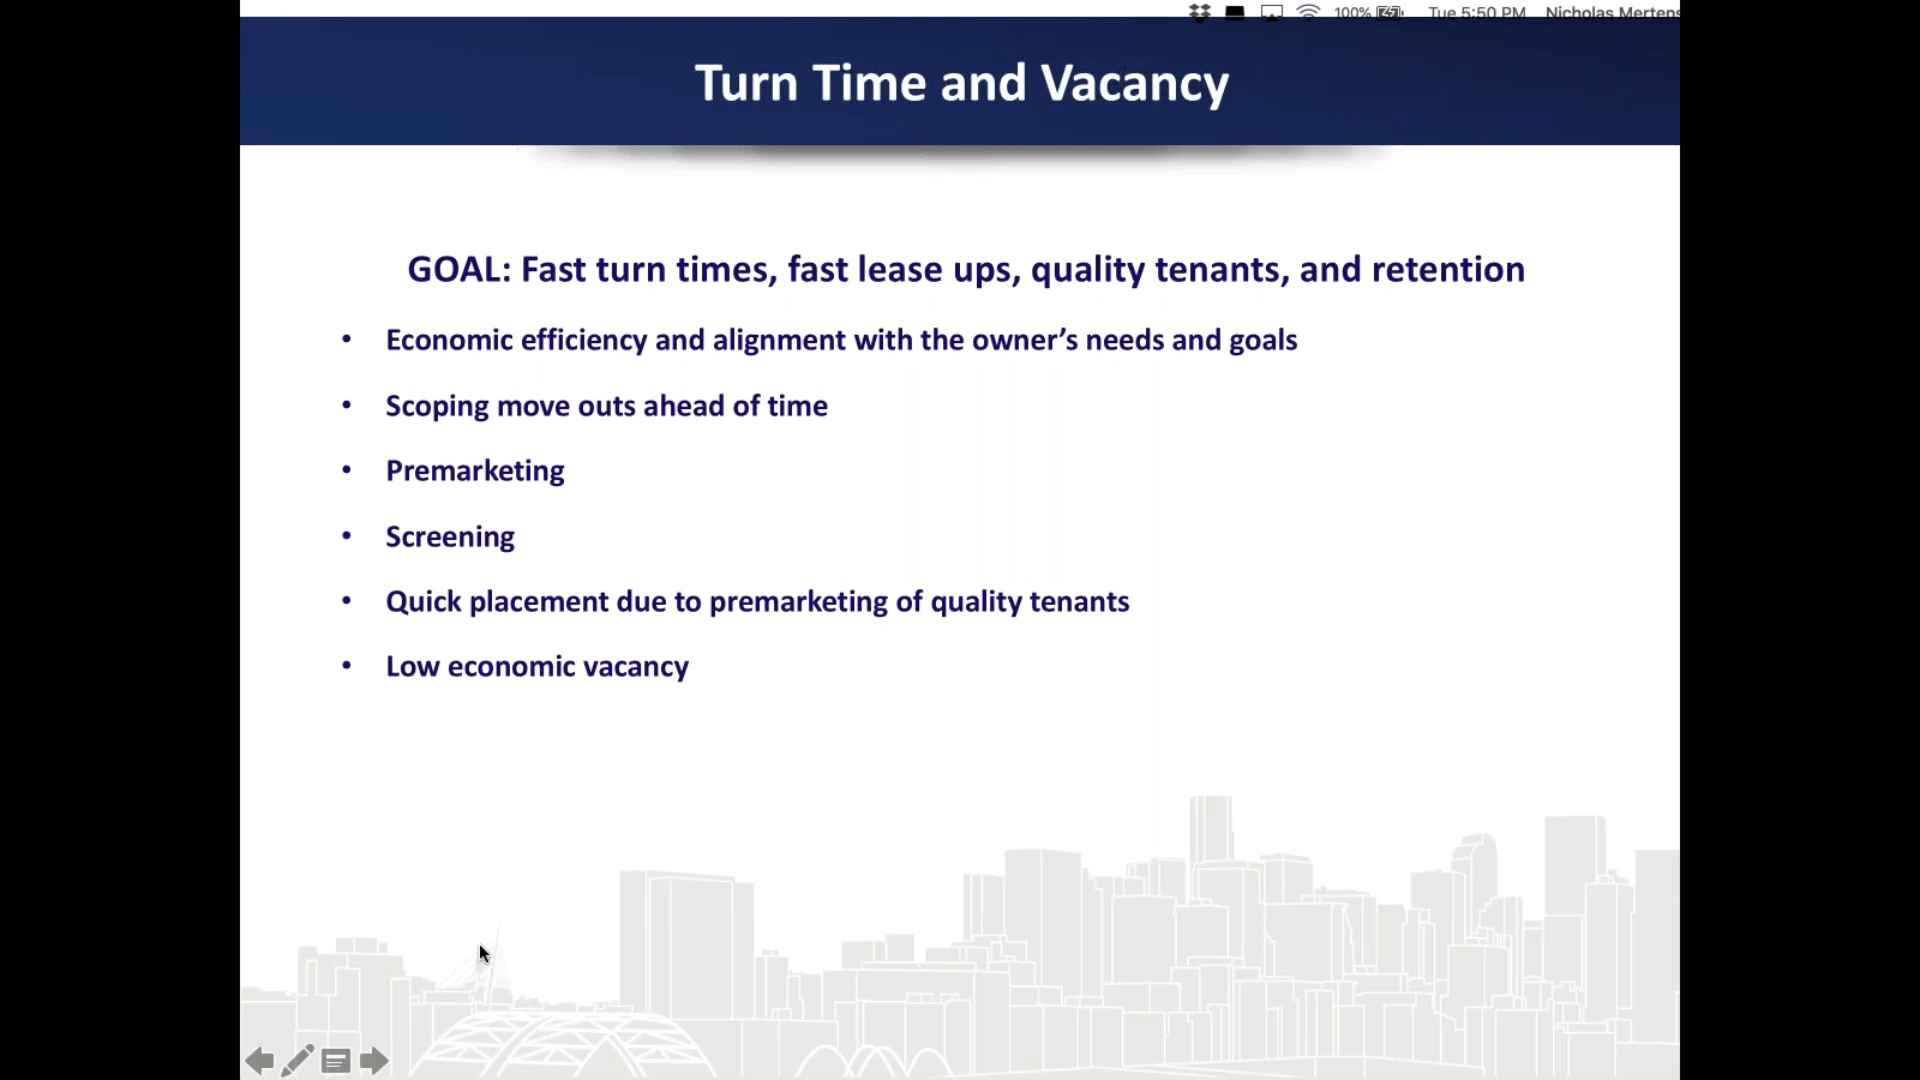 100% Tue 5:50 PM Nicholas Mertens
Turn Time and Vacancy
GOAL: Fast turn times, fast lease ups, quality tenants, and retention
• Economic efficiency and alignment with the owner’s needs and goals
• Scoping move outs ahead of time
• Premarketing
• Screening
• Quick placement due to premarketing of quality tenants
• Low economic vacancy